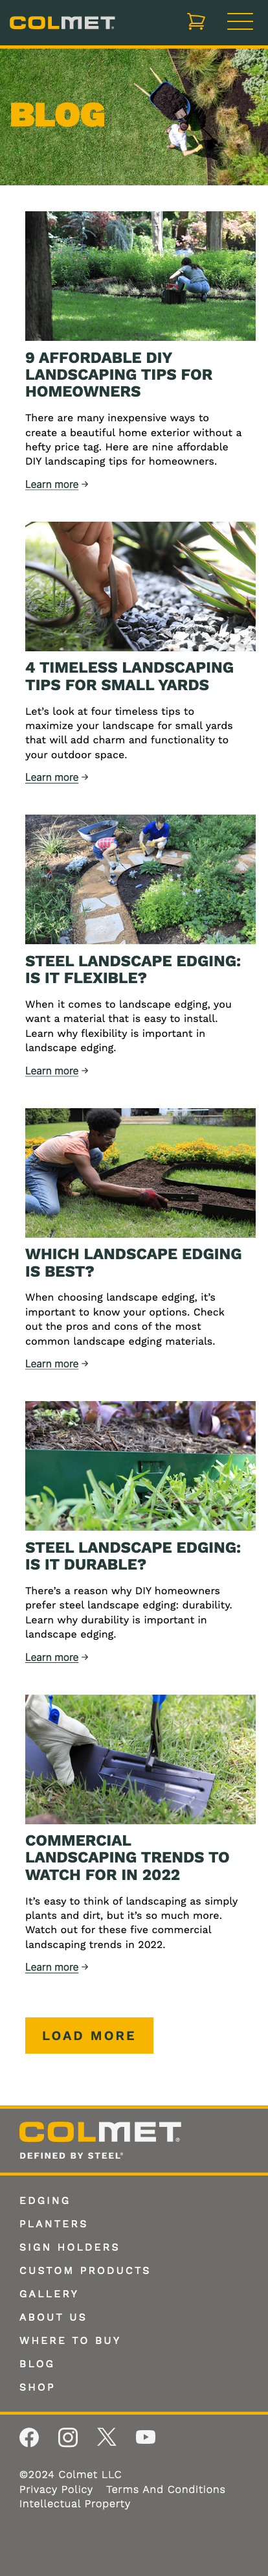 COLMET
BLOG
9 AFFORDABLE DIY
LANDSCAPING TIPS FOR
HOMEOWNERS
There are many inexpensive ways to
create a beautiful home exterior without a
hefty price tag. Here are nine affordable
DIY landscaping tips for homeowners.
Learn more →
4 TIMELESS LANDSCAPING
TIPS FOR SMALL YARDS
Let’s look at four timeless tips to
maximize your landscape for small yards
that will add charm and functionality to
your outdoor space.
Learn more →
STEEL LANDSCAPE EDGING:
IS IT FLEXIBLE?
When it comes to landscape edging, you
want a material that is easy to install.
Learn why flexibility is important in
landscape edging.
Learn more →
WHICH LANDSCAPE EDGING
IS BEST?
When choosing landscape edging, it’s
important to know your options. Check
out the pros and cons of the most
common landscape edging materials.
Learn more →
STEEL LANDSCAPE EDGING:
IS IT DURABLE?
There’s a reason why DIY homeowners
prefer steel landscape edging: durability.
Learn why durability is important in
landscape edging.
Learn more →
COMMERCIAL
LANDSCAPING TRENDS TO
WATCH FOR IN 2022
It’s easy to think of landscaping as simply
plants and dirt, but it’s so much more.
Watch out for these five commercial
landscaping trends in 2022.
Learn more →
LOAD MORE
COLMET®
DEFINED BY STEEL®
EDGING
PLANTERS
SIGN HOLDERS
CUSTOM PRODUCTS
GALLERY
ABOUT US
WHERE TO BUY
BLOG
SHOP
©2024 Colmet LLC
Privacy Policy Terms And Conditions
Intellectual Property